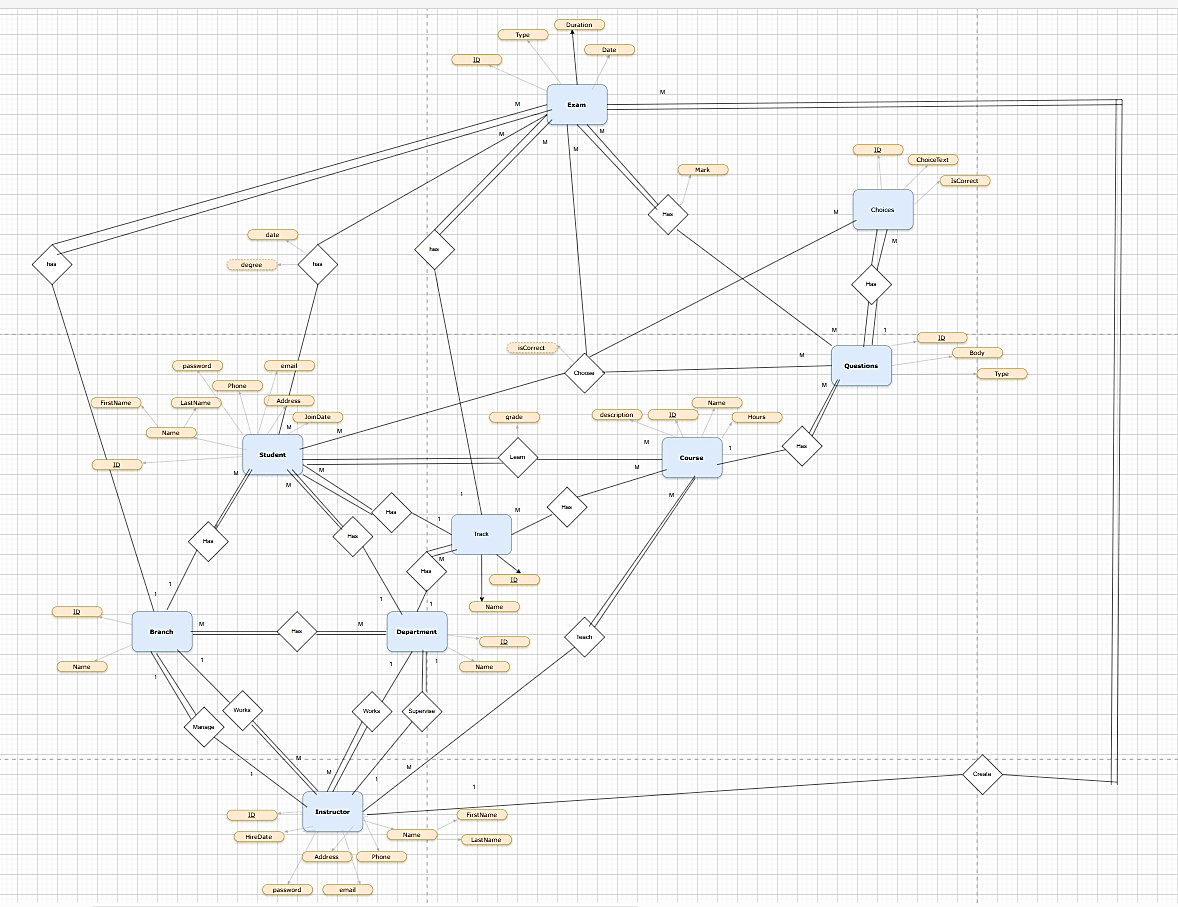 Duration
Type
Date
ID
M
M
Exam
M
M
M
M
ID
ChoiceText
Mark
IsCorrect
Choices
M
Has
date
M
has
has
has
degree
Has
M
1
ID
isCorrect
M
Body
password
email
Questions
Type
Phone
Choose
M
FirstName
LastName
Address
Name
JoinDate
grade
description
ID
Hours
M
Name
M
M
Has
1
Student
Learn
Course
ID
M
M
M
M
1
M
Has
Has
M
1
Track
Has
Has
M
Has
ID
1
1
1
1
Name
ID
M
M
Branch
Has
Department
Teach
ID
1
1
1
Name
Name
1
Works
Works
Supervise
Manage
M
M
M
1
1
Create
1
Instructor
ID
FirstName
HireDate
Name
LastName
Address
Phone
password
email